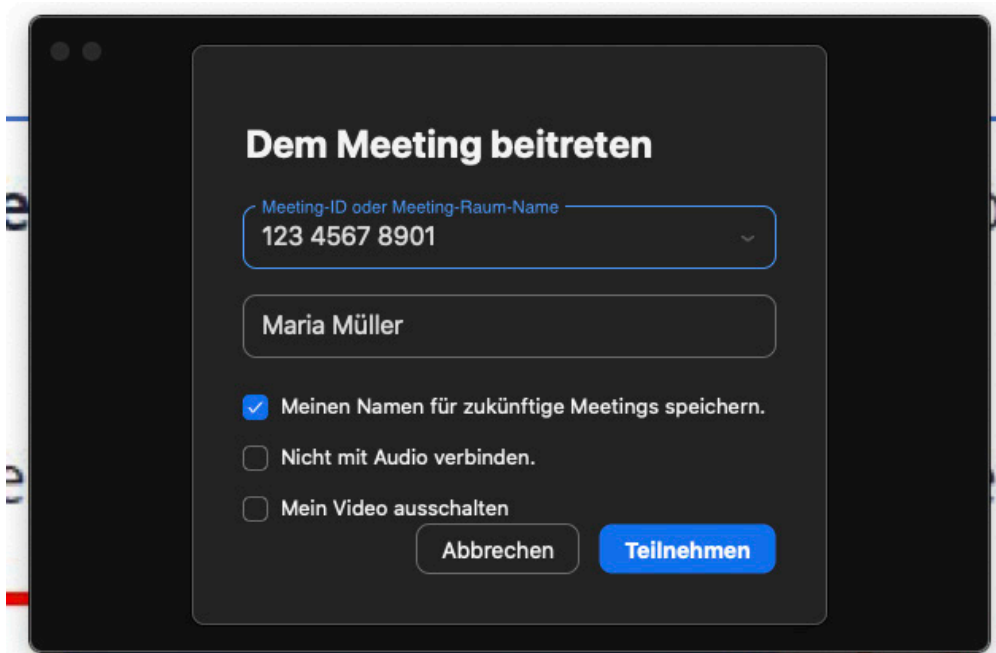 Dem Meeting beitreten
Meeting-ID oder Meeting-Raum-Name
123 4567 8901
Maria Müller
Meinen Namen für zukünftige Meetings speichern.
Nicht mit Audio verbinden.
Mein Video ausschalten
Abbrechen Teilnehmen